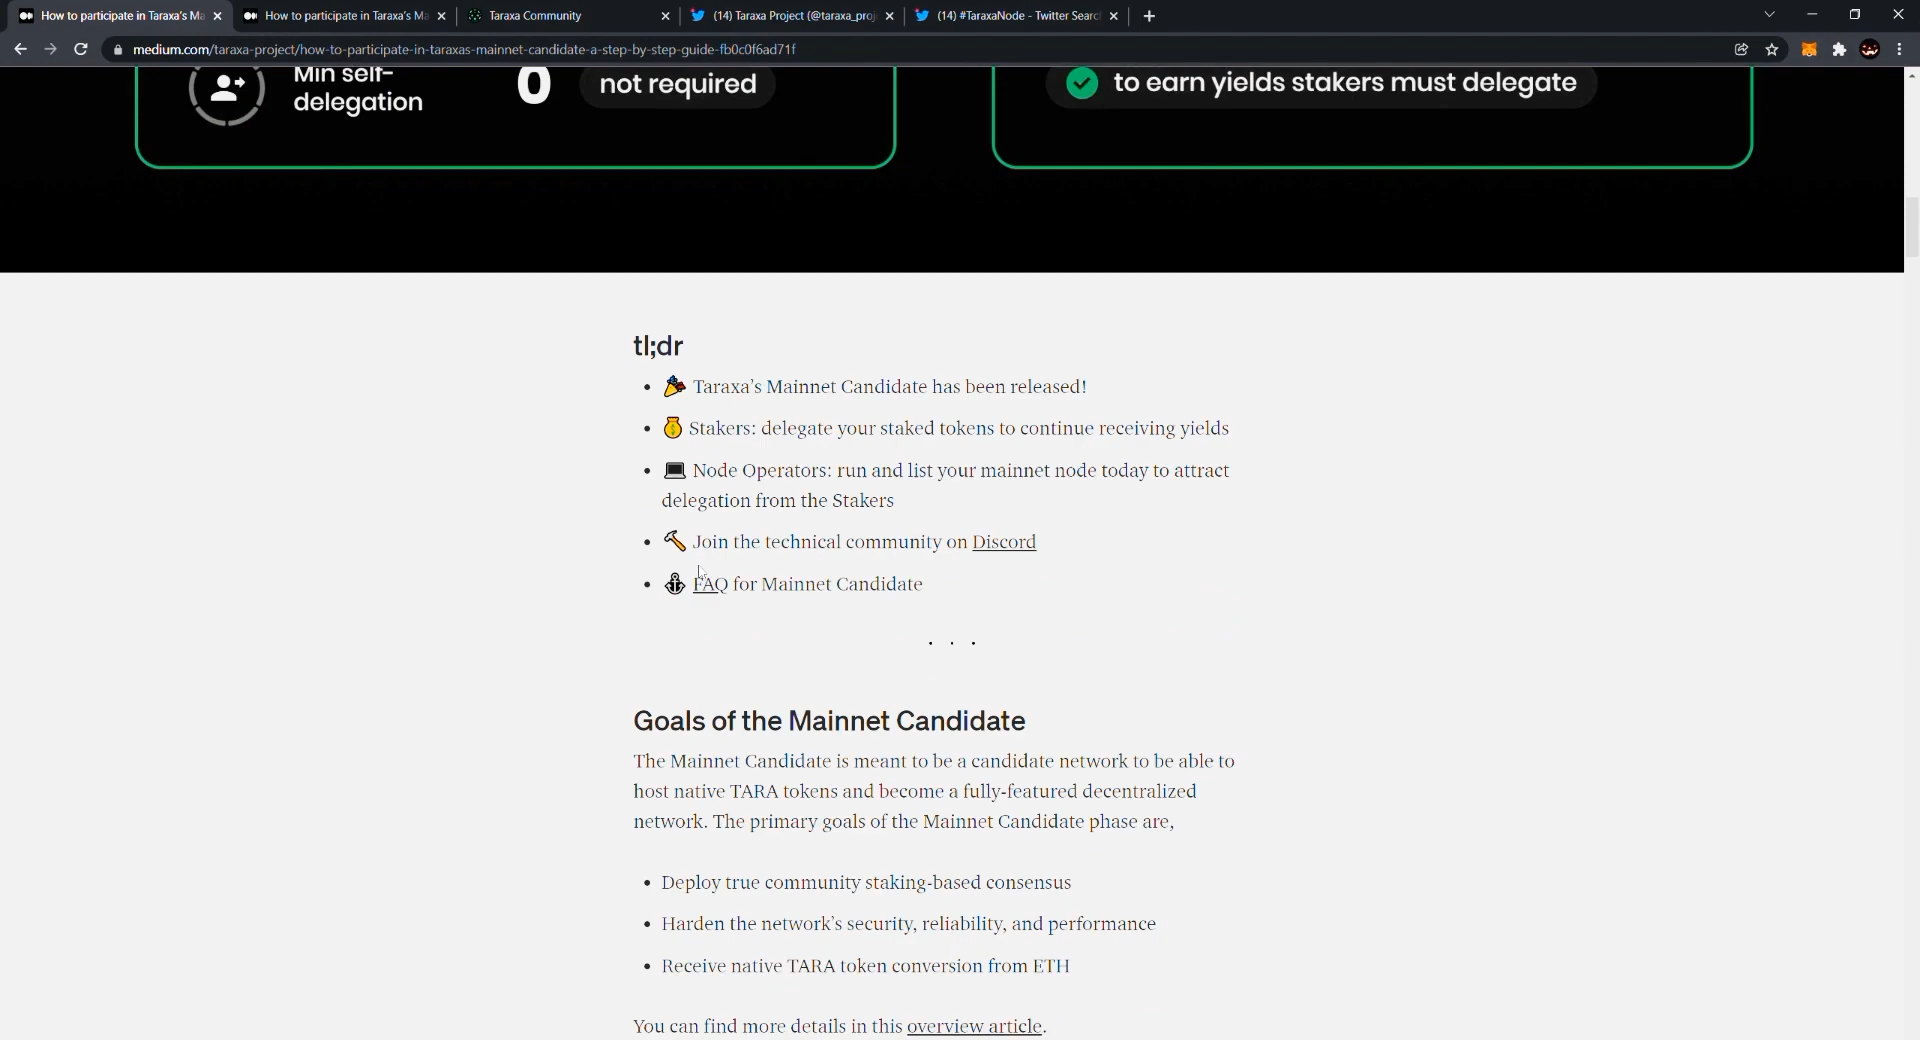 How to participate in Taraxa's Ma
How to participate in Taraxa's Ma
Taraxa Community
(14) Taraxa Project (@taraxa_proj
(14) #TaraxaNode - Twitter Searc
medium.com/taraxa-project/how-to-participate-in-taraxas-mainnet-candidate-a-step-by-step-guide-fb0c0f6ad71f
Min self-
delegation
0
not required
to earn yields stakers must delegate
tl;dr
• 🎉 Taraxa’s Mainnet Candidate has been released!
• 💰 Stakers: delegate your staked tokens to continue receiving yields
• 💻 Node Operators: run and list your mainnet node today to attract
delegation from the Stakers
• 🔨 Join the technical community on Discord
• ⚓ FAQ for Mainnet Candidate
. . .
Goals of the Mainnet Candidate
The Mainnet Candidate is meant to be a candidate network to be able to
host native TARA tokens and become a fully-featured decentralized
network. The primary goals of the Mainnet Candidate phase are,
• Deploy true community staking-based consensus
• Harden the network’s security, reliability, and performance
• Receive native TARA token conversion from ETH
You can find more details in this overview article.